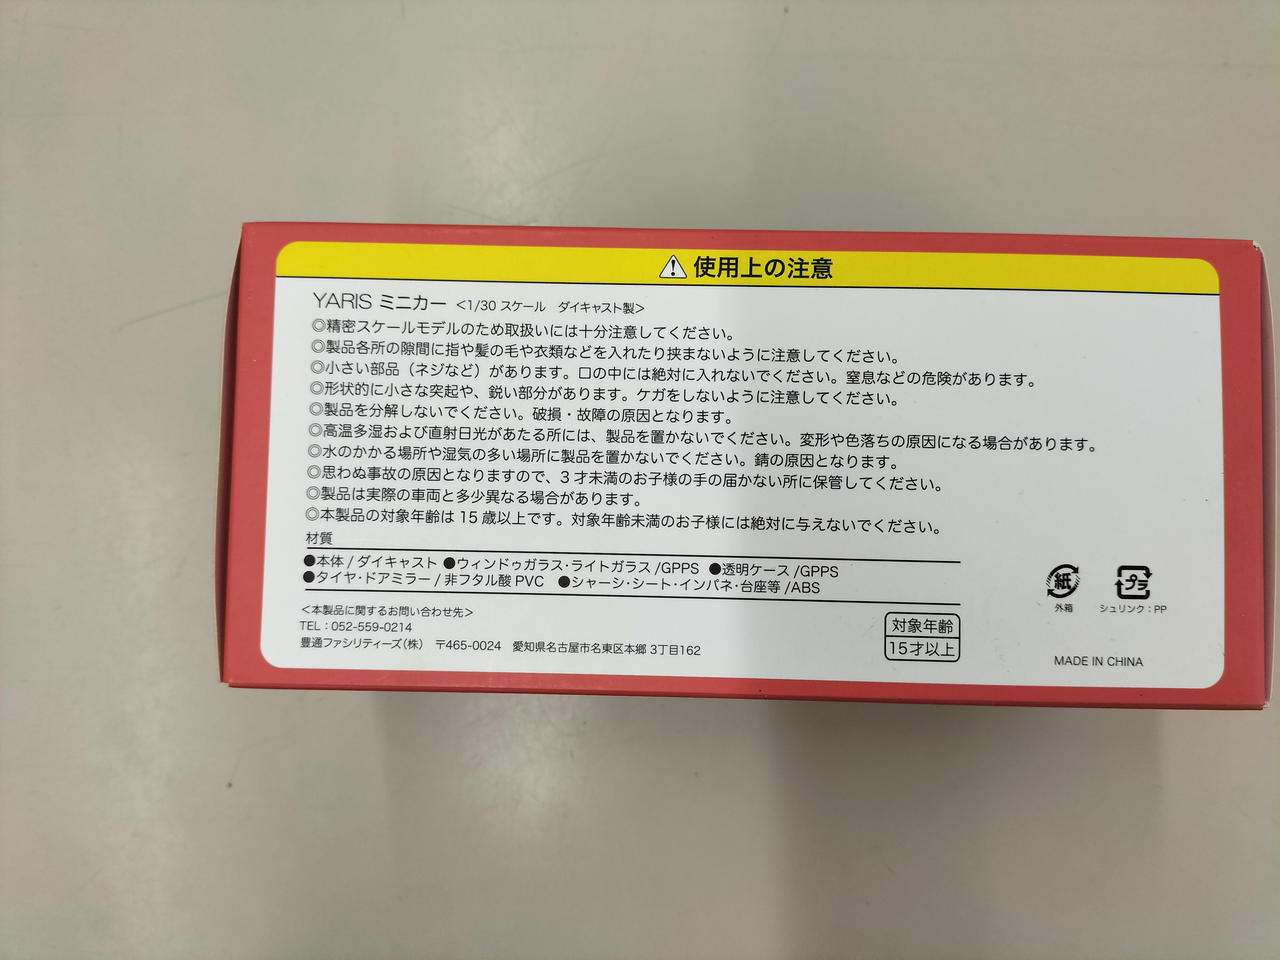 使用上の注意
YARIS ミニカー <1/30 スケール ダイキャスト製>
◎精密スケールモデルのため取扱いには十分注意してください。
◎製品各所の隙間に指や髪の毛や衣類などを入れたり挟まないように注意してください。
◎小さい部品（ネジなど）があります。口の中には絶対に入れないでください。窒息などの危険があります。
◎形状的に小さな突起や、鋭い部分があります。ケガをしないように注意してください。
◎製品を分解しないでください。破損・故障の原因となります。
◎高温多湿および直射日光があたる所には、製品を置かないでください。変形や色落ちの原因になる場合があります。
◎水のかかる場所や湿気の多い場所に製品を置かないでください。錆の原因となります。
◎思わぬ事故の原因となりますので、3 才未満のお子様の手の届かない所に保管してください。
◎製品は実際の車両と多少異なる場合があります。
◎本製品の対象年齢は 15 歳以上です。対象年齢未満のお子様には絶対に与えないでください。
材質
●本体 / ダイキャスト ●ウィンドゥガラス・ライトガラス /GPPS ●透明ケース /GPPS
●タイヤ・ドアミラー / 非フタル酸 PVC ●シャーシ・シート・インパネ・台座等 /ABS
<本製品に関するお問い合わせ先>
TEL：052-559-0214
豊通ファシリティーズ（株） 〒465-0024 愛知県名古屋市名東区本郷 3丁目162
対象年齢
15才以上
紙
外箱
プラ
シュリンク：PP
MADE IN CHINA